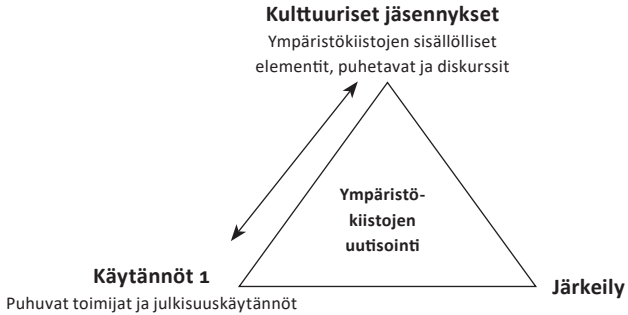 Kulttuuriset jäsennykset
Ympäristökiistojen sisällölliset
elementit, puhetavat ja diskurssit
Ympäristö-
kiistojen
uutisointi
Käytännöt 1
Puhuvat toimijat ja julkisuuskäytännöt
Järkeily